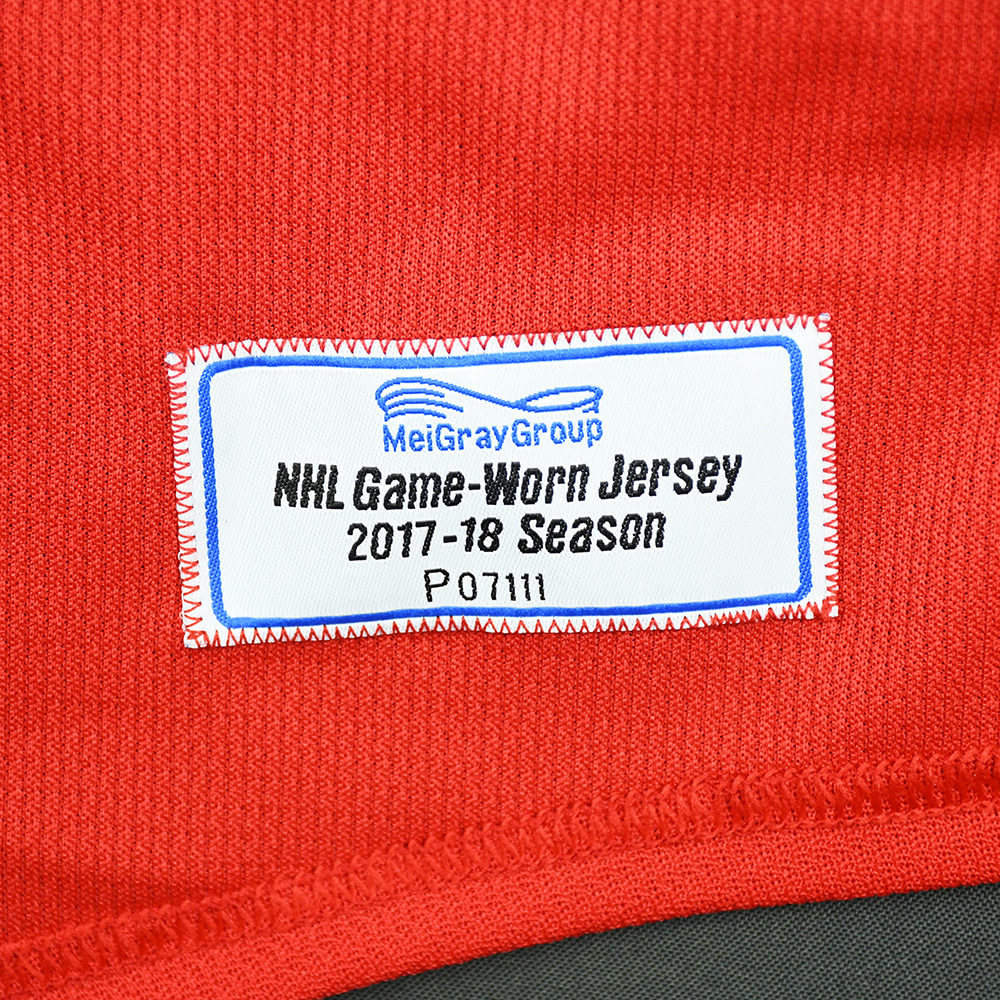 MeiGrayGroup
NHL Game-Worn Jersey
2017-18 Season
P07111